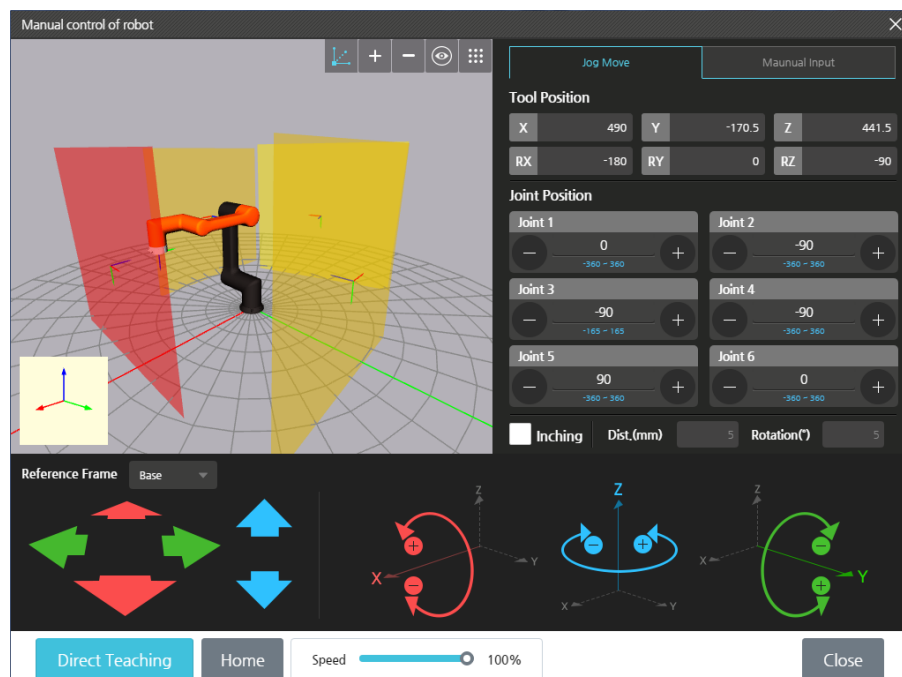 Manual control of robot
Jog Move
Maunual Input
Tool Position
X 490 Y -170.5 Z 441.5
RX -180 RY 0 RZ -90
Joint Position
Joint 1 Joint 2
0 -90
-360 ~ 360 -360 ~ 360
Joint 3 Joint 4
-90 -90
-165 ~ 165 -360 ~ 360
Joint 5 Joint 6
90 0
-360 ~ 360 -360 ~ 360
Inching Dist.(mm) 5 Rotation(°) 5
Reference Frame Base
Z Z Z
X Y X Y X Y
Direct Teaching Home Speed 100% Close